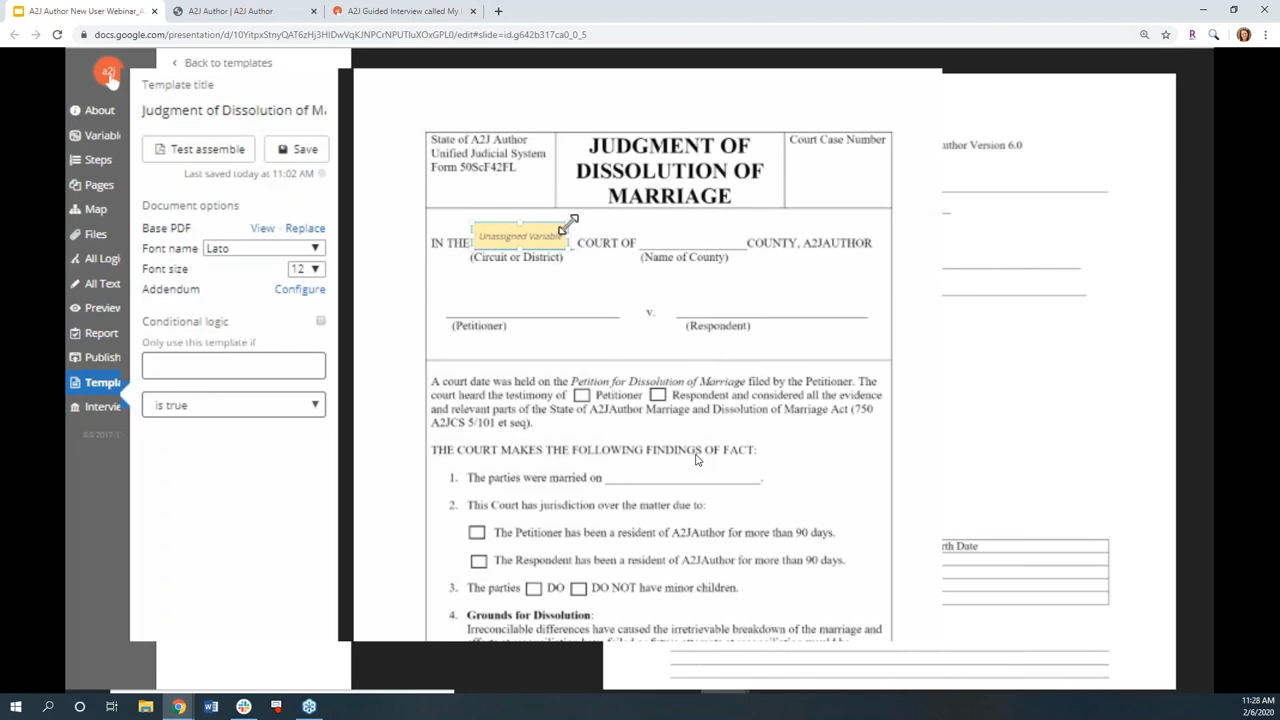 A2J Author New User Webinar_A
A2J Author | A2J Author
A2J Guided Interview called My I
docs.google.com/presentation/d/10YitpxStnyQAT6zHj3HIDwVqKJNPCrNPUTluXOxGPL0/edit#slide=id.g642b317ca0_0_5
a2j
About
Variabl
Steps
Pages
Map
Files
All Logi
All Text
Preview
Report
Publish
Templa
Intervie
6.0 2017-1
Back to templates
Template title
Judgment of Dissolution of Ma
Test assemble
Save
Last saved today at 11:02 AM
Document options
Base PDF View · Replace
Font name Lato
Font size 12
Addendum Configure
Conditional logic
Only use this template if
is true
State of A2J Author
Unified Judicial System
Form 50ScF42FL
JUDGMENT OF
DISSOLUTION OF
MARRIAGE
Court Case Number
Unassigned Variable
IN THE COURT OF ________________ COUNTY, A2JAUTHOR
(Circuit or District) (Name of County)
v.
(Petitioner) (Respondent)
A court date was held on the Petition for Dissolution of Marriage filed by the Petitioner. The
court heard the testimony of Petitioner Respondent and considered all the evidence
and relevant parts of the State of A2JAuthor Marriage and Dissolution of Marriage Act (750
A2JCS 5/101 et seq).
THE COURT MAKES THE FOLLOWING FINDINGS OF FACT:
1. The parties were married on ________________.
2. This Court has jurisdiction over the matter due to:
The Petitioner has been a resident of A2JAuthor for more than 90 days.
The Respondent has been a resident of A2JAuthor for more than 90 days.
3. The parties DO DO NOT have minor children.
4. Grounds for Dissolution:
Irreconcilable differences have caused the irretrievable breakdown of the marriage and
uthor Version 6.0
rth Date
11:28 AM
2/6/2020